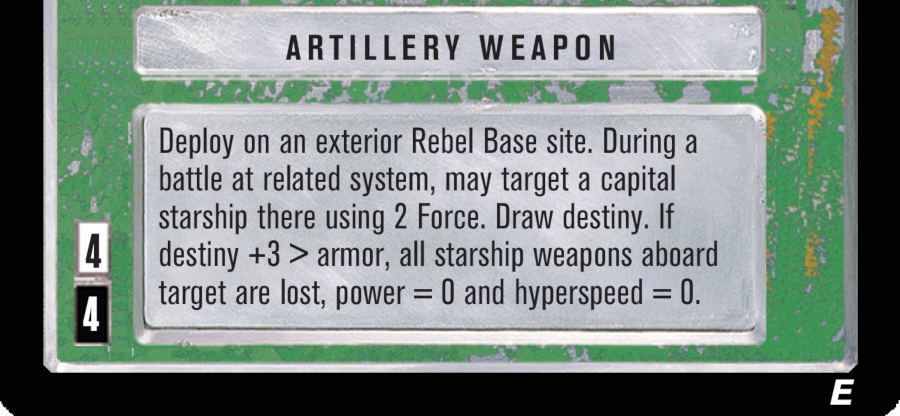 ARTILLERY WEAPON
Deploy on an exterior Rebel Base site. During a
battle at related system, may target a capital
starship there using 2 Force. Draw destiny. If
destiny +3 > armor, all starship weapons aboard
target are lost, power = 0 and hyperspeed = 0.
4
4
E